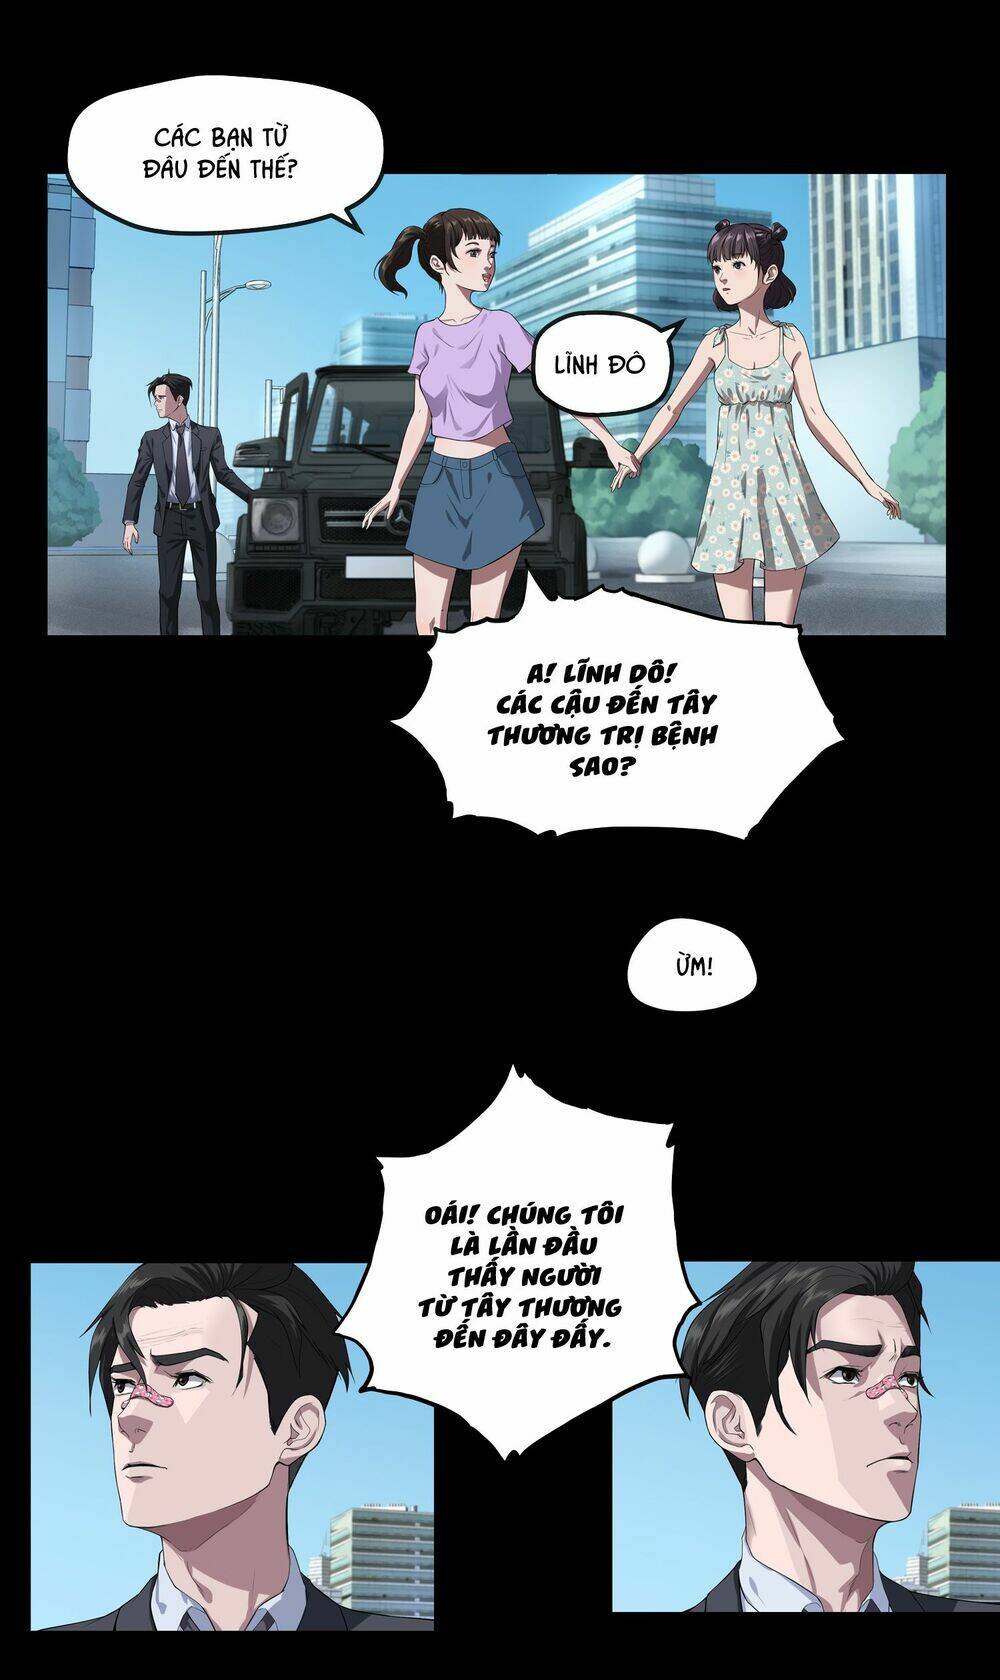 CÁC BẠN TỪ
ĐÂU ĐẾN THẾ?
LĨNH ĐÔ
A! LĨNH DÔ!
CÁC CẬU ĐẾN TÂY
THƯƠNG TRỊ BỆNH
SAO?
ỪM!
OÁI! CHÚNG TÔI
LÀ LẦN ĐẦU
THẤY NGƯỜI
TỪ TÂY THƯƠNG
ĐẾN ĐÂY ĐẤY.